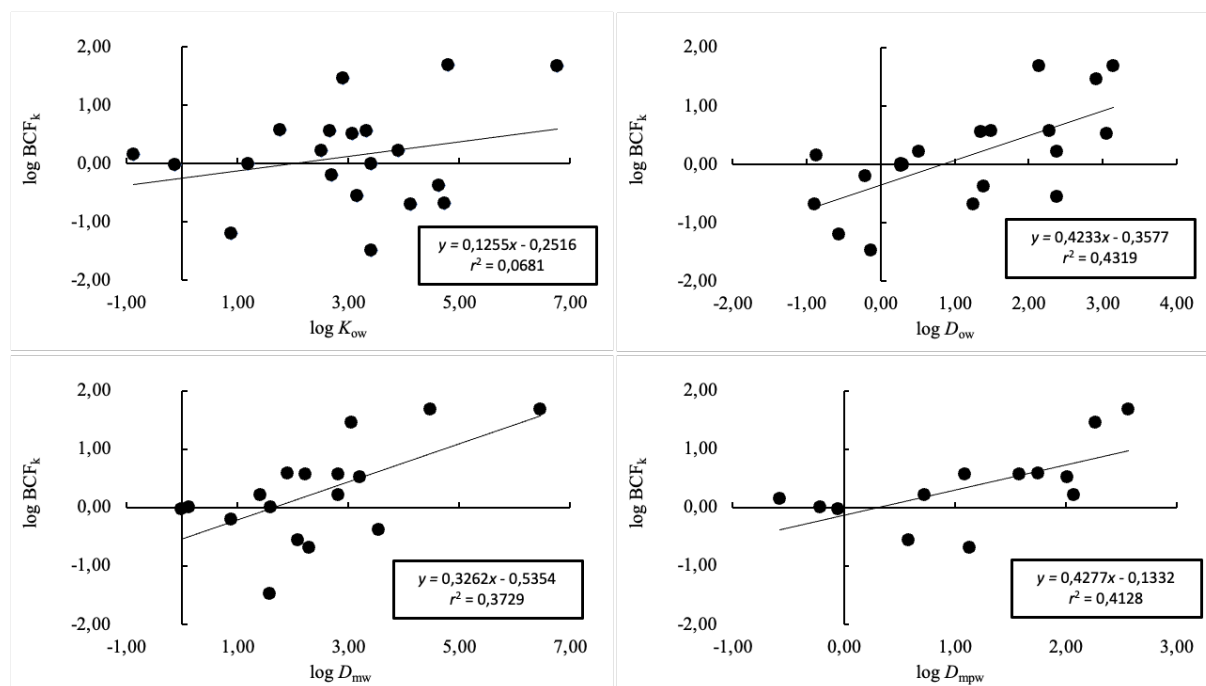 2,00
1,00
0,00
-1,00
-2,00
log BCFk
-1,00 1,00 3,00 5,00 7,00
log Kow
y = 0,1255x - 0,2516
r² = 0,0681
2,00
1,00
0,00
-1,00
-2,00
log BCFk
-2,00 -1,00 0,00 1,00 2,00 3,00 4,00
log Dow
y = 0,4233x - 0,3577
r² = 0,4319
2,00
1,00
0,00
-1,00
-2,00
log BCFk
-1,00 1,00 3,00 5,00 7,00
log Dmw
y = 0,3262x - 0,5354
r² = 0,3729
2,00
1,00
0,00
-1,00
-2,00
log BCFk
-1,00 0,00 1,00 2,00 3,00
log Dmpw
y = 0,4277x - 0,1332
r² = 0,4128